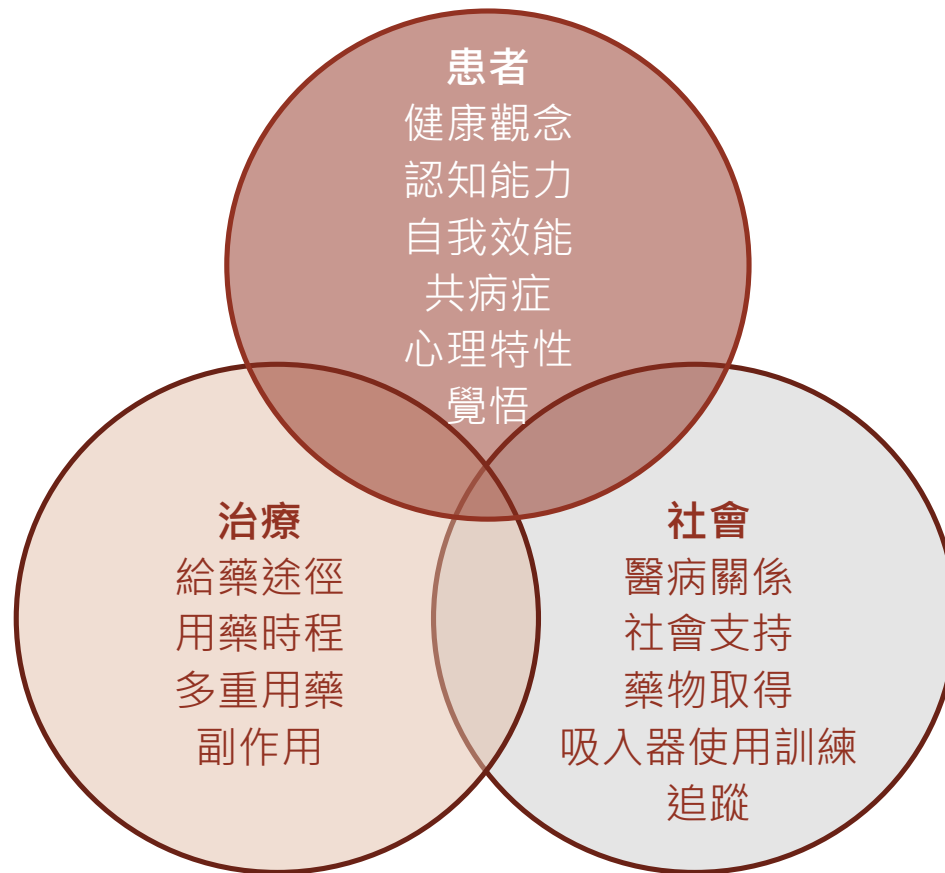 患者
健康觀念
認知能力
自我效能
共病症
心理特性
覺悟
治療
給藥途徑
用藥時程
多重用藥
副作用
社會
醫病關係
社會支持
藥物取得
吸入器使用訓練
追蹤